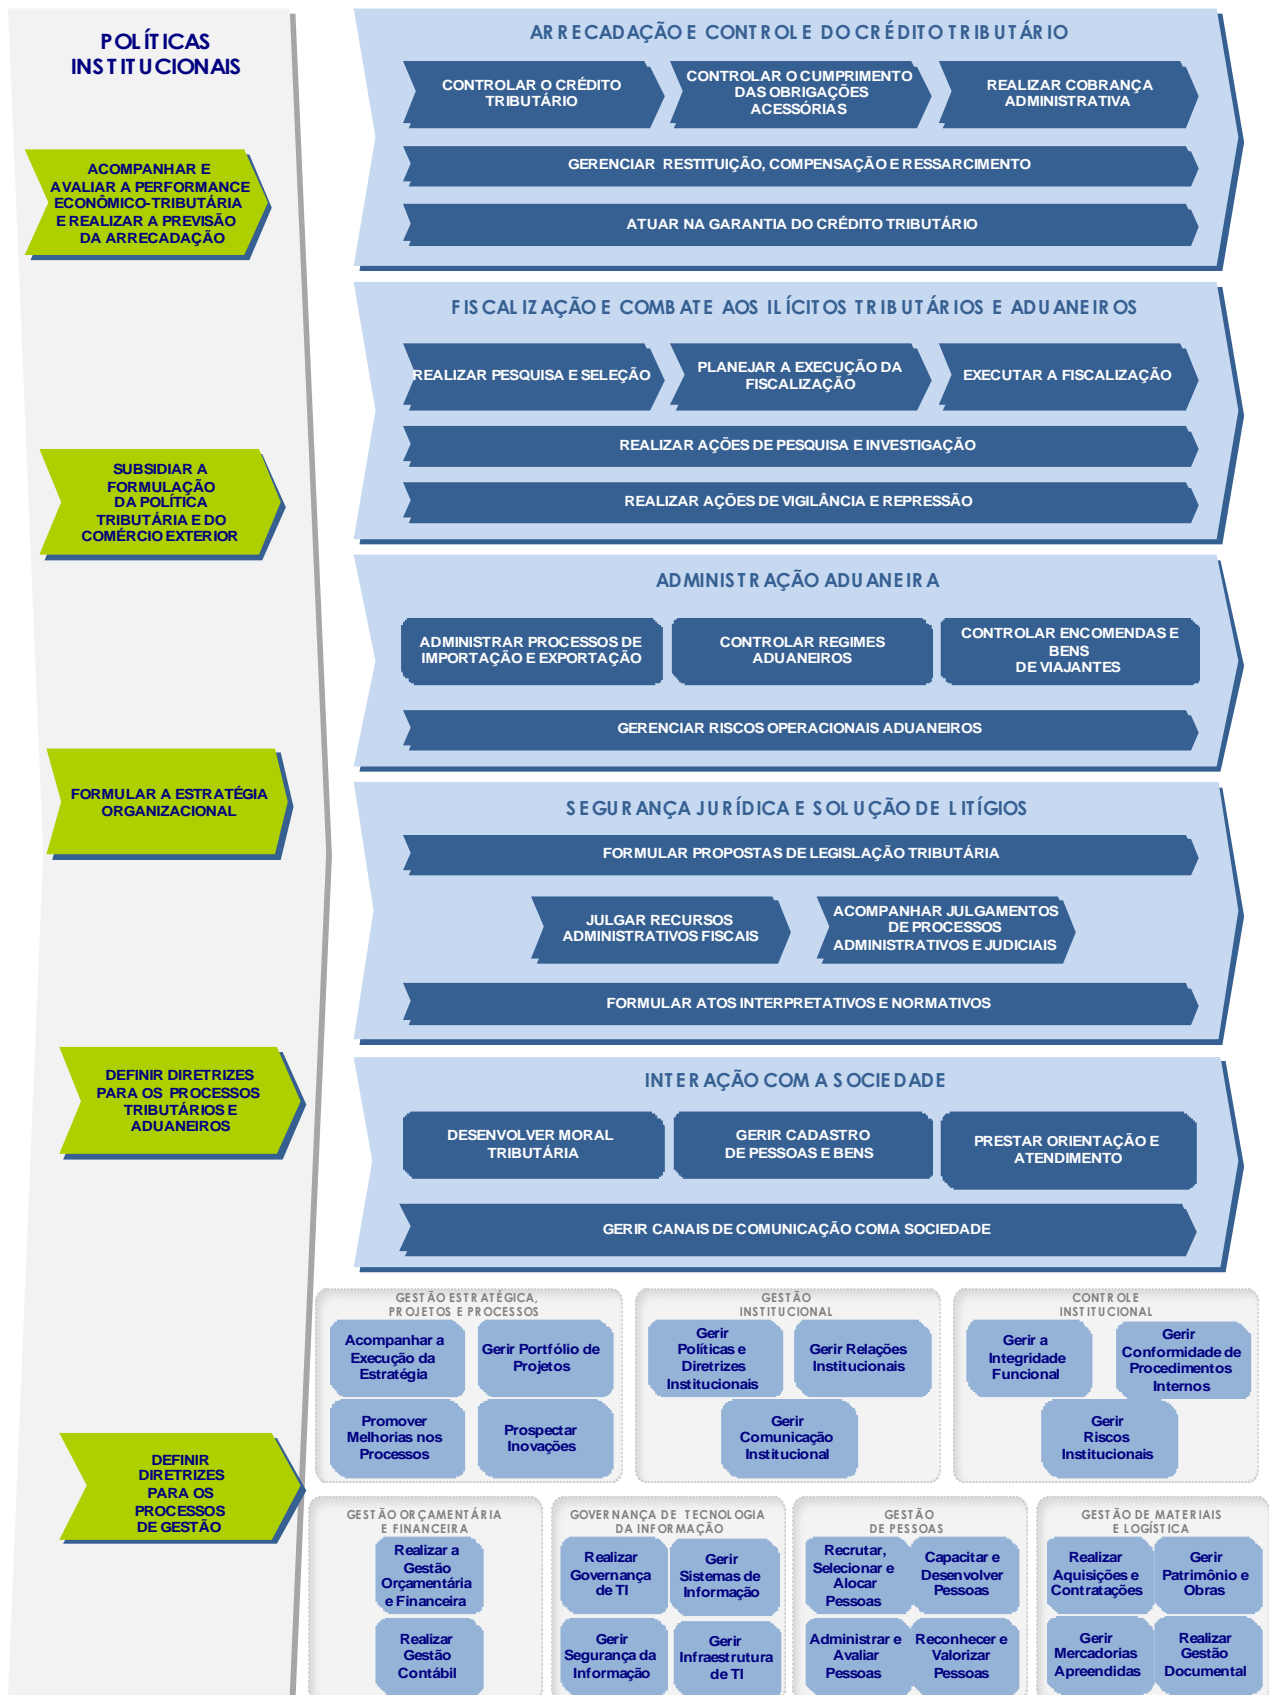 POLÍTICAS
INSTITUCIONAIS
ACOMPANHAR E
AVALIAR A PERFORMANCE
ECONÔMICO-TRIBUTÁRIA
E REALIZAR A PREVISÃO
DA ARRECADAÇÃO
SUBSIDIAR A
FORMULAÇÃO
DA POLÍTICA
TRIBUTÁRIA E DO
COMÉRCIO EXTERIOR
FORMULAR A ESTRATÉGIA
ORGANIZACIONAL
DEFINIR DIRETRIZES
PARA OS PROCESSOS
TRIBUTÁRIOS E
ADUANEIROS
DEFINIR
DIRETRIZES
PARA OS
PROCESSOS
DE GESTÃO
ARRECADAÇÃO E CONTROLE DO CRÉDITO TRIBUTÁRIO
CONTROLAR O CRÉDITO
TRIBUTÁRIO
CONTROLAR O CUMPRIMENTO
DAS OBRIGAÇÕES
ACESSÓRIAS
REALIZAR COBRANÇA
ADMINISTRATIVA
GERENCIAR RESTITUIÇÃO, COMPENSAÇÃO E RESSARCIMENTO
ATUAR NA GARANTIA DO CRÉDITO TRIBUTÁRIO
FISCALIZAÇÃO E COMBATE AOS ILÍCITOS TRIBUTÁRIOS E ADUANEIROS
REALIZAR PESQUISA E SELEÇÃO
PLANEJAR A EXECUÇÃO DA
FISCALIZAÇÃO
EXECUTAR A FISCALIZAÇÃO
REALIZAR AÇÕES DE PESQUISA E INVESTIGAÇÃO
REALIZAR AÇÕES DE VIGILÂNCIA E REPRESSÃO
ADMINISTRAÇÃO ADUANEIRA
ADMINISTRAR PROCESSOS DE
IMPORTAÇÃO E EXPORTAÇÃO
CONTROLAR REGIMES
ADUANEIROS
CONTROLAR ENCOMENDAS E
BENS
DE VIAJANTES
GERENCIAR RISCOS OPERACIONAIS ADUANEIROS
SEGURANÇA JURÍDICA E SOLUÇÃO DE LITÍGIOS
FORMULAR PROPOSTAS DE LEGISLAÇÃO TRIBUTÁRIA
JULGAR RECURSOS
ADMINISTRATIVOS FISCAIS
ACOMPANHAR JULGAMENTOS
DE PROCESSOS
ADMINISTRATIVOS E JUDICIAIS
FORMULAR ATOS INTERPRETATIVOS E NORMATIVOS
INTERAÇÃO COM A SOCIEDADE
DESENVOLVER MORAL
TRIBUTÁRIA
GERIR CADASTRO
DE PESSOAS E BENS
PRESTAR ORIENTAÇÃO E
ATENDIMENTO
GERIR CANAIS DE COMUNICAÇÃO COMA SOCIEDADE
GESTÃO ESTRATÉGICA,
PROJETOS E PROCESSOS
Acompanhar a
Execução da
Estratégia
Gerir Portfólio de
Projetos
Promover
Melhorias nos
Processos
Prospectar
Inovações
GESTÃO
INSTITUCIONAL
Gerir
Políticas e
Diretrizes
Institucionais
Gerir Relações
Institucionais
Gerir
Comunicação
Institucional
CONTROLE
INSTITUCIONAL
Gerir a
Integridade
Funcional
Gerir
Conformidade de
Procedimentos
Internos
Gerir
Riscos
Institucionais
GESTÃO ORÇAMENTÁRIA
E FINANCEIRA
Realizar a
Gestão
Orçamentária
e Financeira
Realizar
Gestão
Contábil
GOVERNANÇA DE TECNOLOGIA
DA INFORMAÇÃO
Realizar
Governança
de TI
Gerir
Sistemas de
Informação
Gerir
Segurança da
Informação
Gerir
Infraestrutura
de TI
GESTÃO
DE PESSOAS
Recrutar,
Selecionar e
Alocar
Pessoas
Capacitar e
Desenvolver
Pessoas
Administrar e
Avaliar
Pessoas
Reconhecer e
Valorizar
Pessoas
GESTÃO DE MATERIAIS
E LOGÍSTICA
Realizar
Aquisições e
Contratações
Gerir
Patrimônio e
Obras
Gerir
Mercadorias
Apreendidas
Realizar
Gestão
Documental